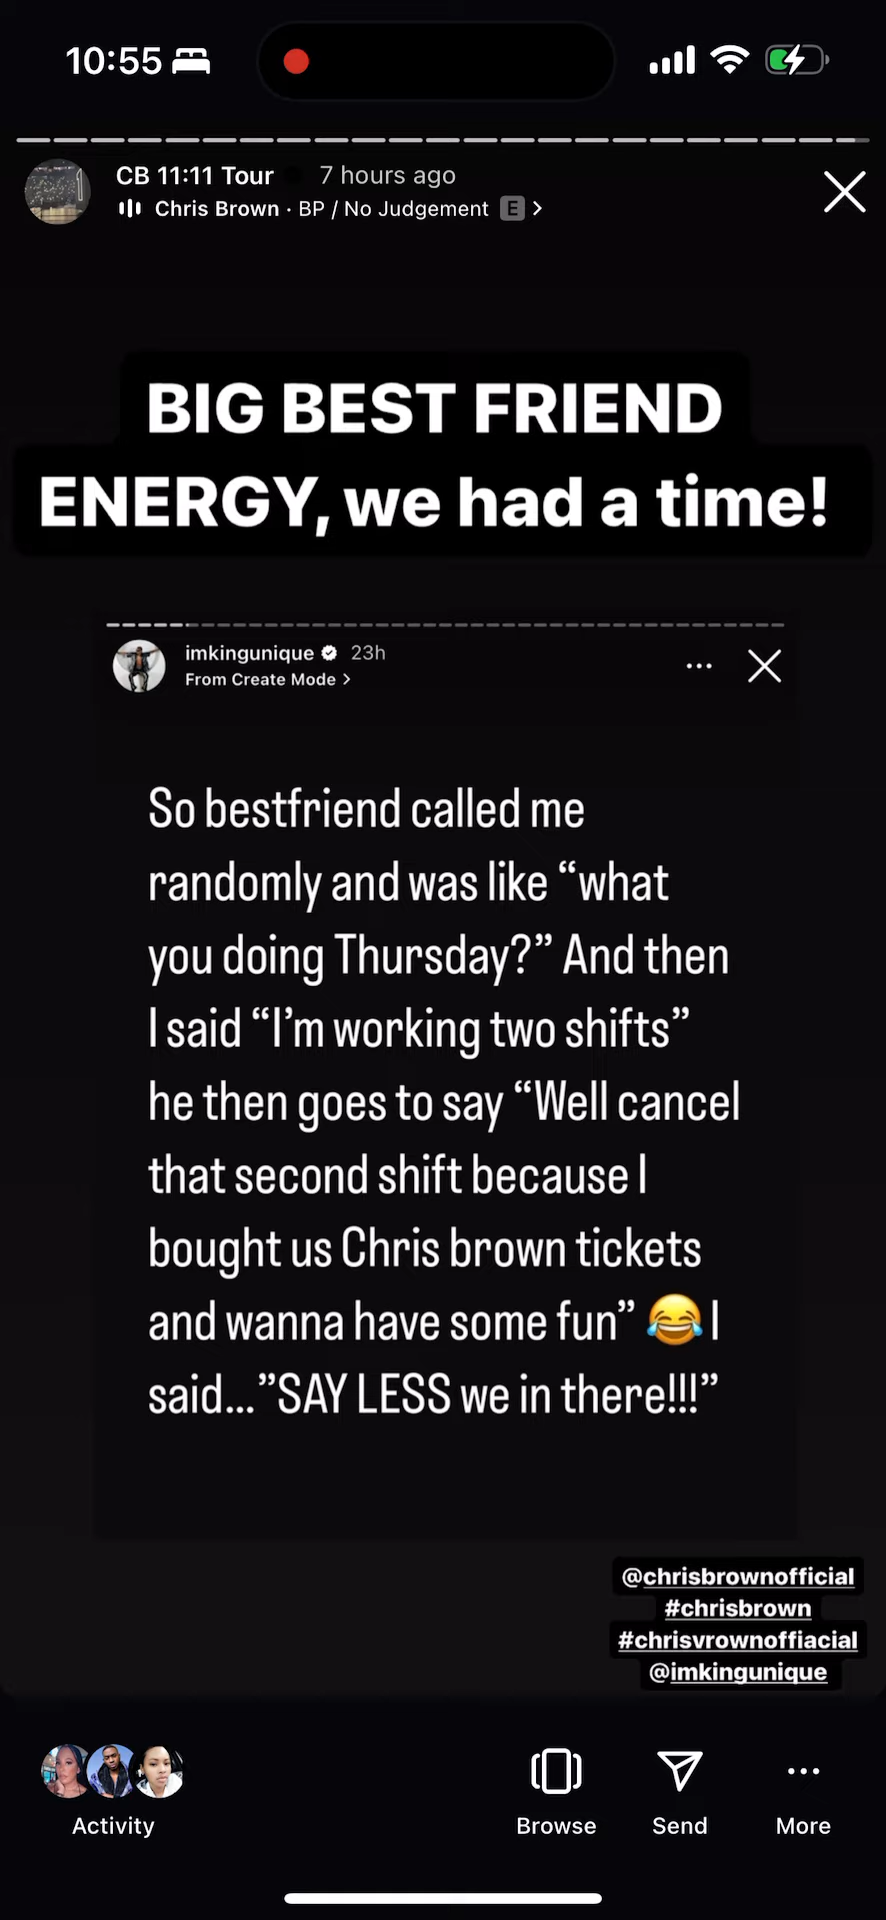 10:55
CB 11:11 Tour 7 hours ago
Chris Brown · BP / No Judgement E
BIG BEST FRIEND
ENERGY, we had a time!
imkingunique 23h
From Create Mode
So bestfriend called me
randomly and was like “what
you doing Thursday?” And then
I said “I’m working two shifts”
he then goes to say “Well cancel
that second shift because I
bought us Chris brown tickets
and wanna have some fun” 😂 I
said...”SAY LESS we in there!!!”
@chrisbrownofficial
#chrisbrown
#chrisvrownoffiacial
@imkingunique
Activity
Browse
Send
More